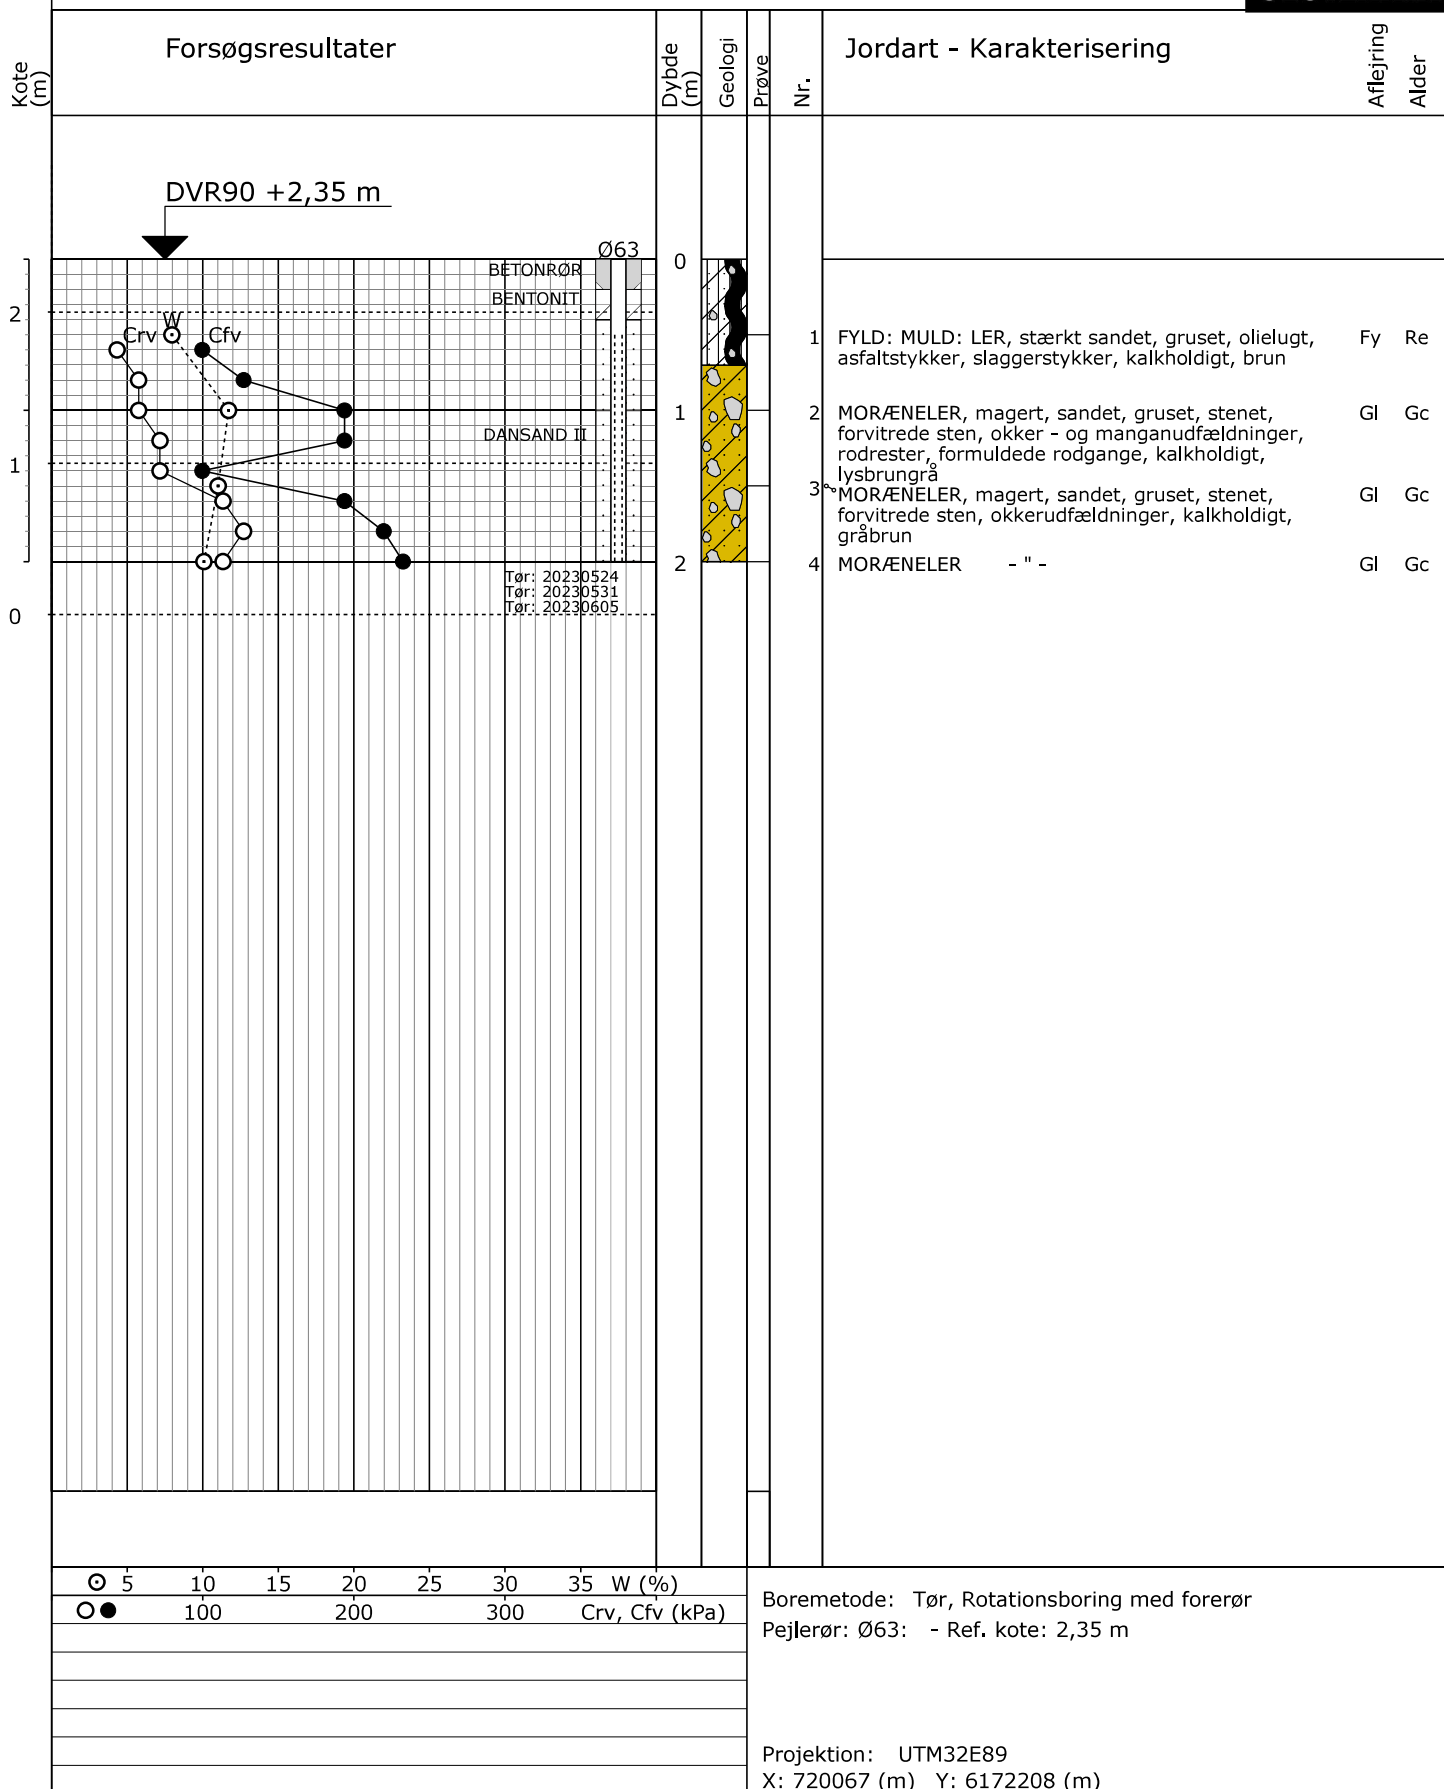 Kote (m)
Forsøgsresultater
Dybde (m)
Geologi
Prøve
Nr.
Jordart - Karakterisering
Aflejring
Alder
DVR90 +2,35 m
Ø63
BETONRØR
0
BENTONIT
2
W
Crv
Cfv
1 FYLD: MULD: LER, stærkt sandet, gruset, olielugt, Fy Re
asfaltstykker, slaggerstykker, kalkholdigt, brun
1
2 MORÆNELER, magert, sandet, gruset, stenet, Gl Gc
forvitrede sten, okker - og manganudfældninger,
rodrester, formuldede rodgange, kalkholdigt,
lysbrungrå
DANSAND II
1
3 MORÆNELER, magert, sandet, gruset, stenet, Gl Gc
forvitrede sten, okkerudfældninger, kalkholdigt,
gråbrun
2
4 MORÆNELER - " - Gl Gc
Tør: 20230524
Tør: 20230531
Tør: 20230605
0
5 10 15 20 25 30 35 W (%)
100 200 300 Crv, Cfv (kPa)
Boremetode: Tør, Rotationsboring med forerør
Pejlerør: Ø63: - Ref. kote: 2,35 m
Projektion: UTM32E89
X: 720067 (m) Y: 6172208 (m)